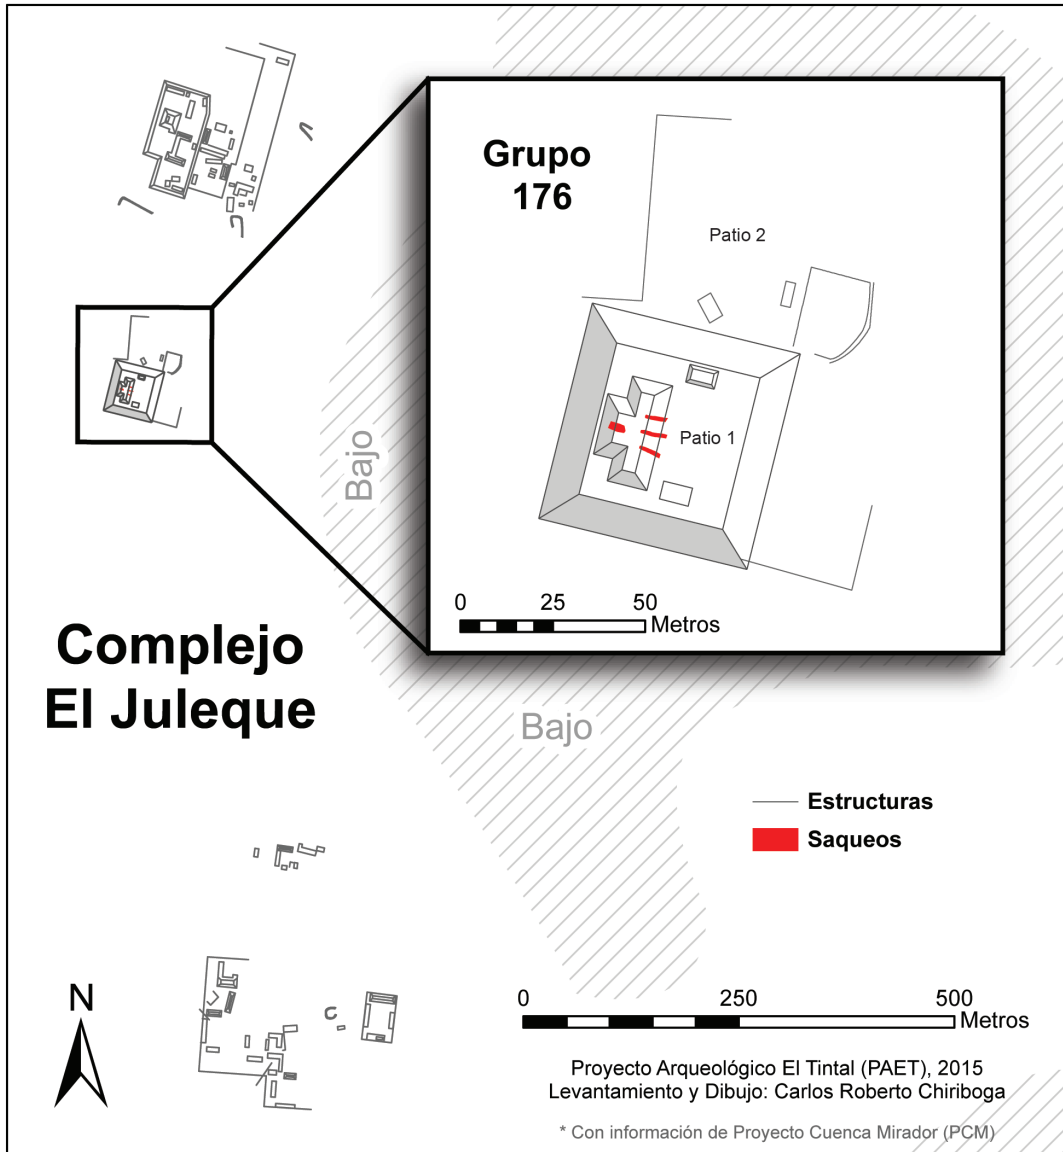 Grupo
176
Patio 2
Patio 1
0 25 50
Metros
Bajo
Complejo
El Juleque
Bajo
Estructuras
Saqueos
N
0 250 500
Metros
Proyecto Arqueológico El Tintal (PAET), 2015
Levantamiento y Dibujo: Carlos Roberto Chiriboga
* Con información de Proyecto Cuenca Mirador (PCM)